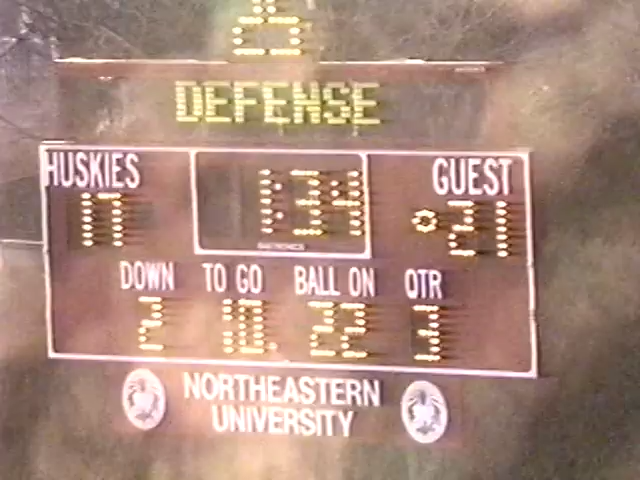 DEFENSE
HUSKIES 1:34 GUEST
17 21
DOWN TO GO BALL ON QTR
2 10 22 3
NORTHEASTERN
UNIVERSITY